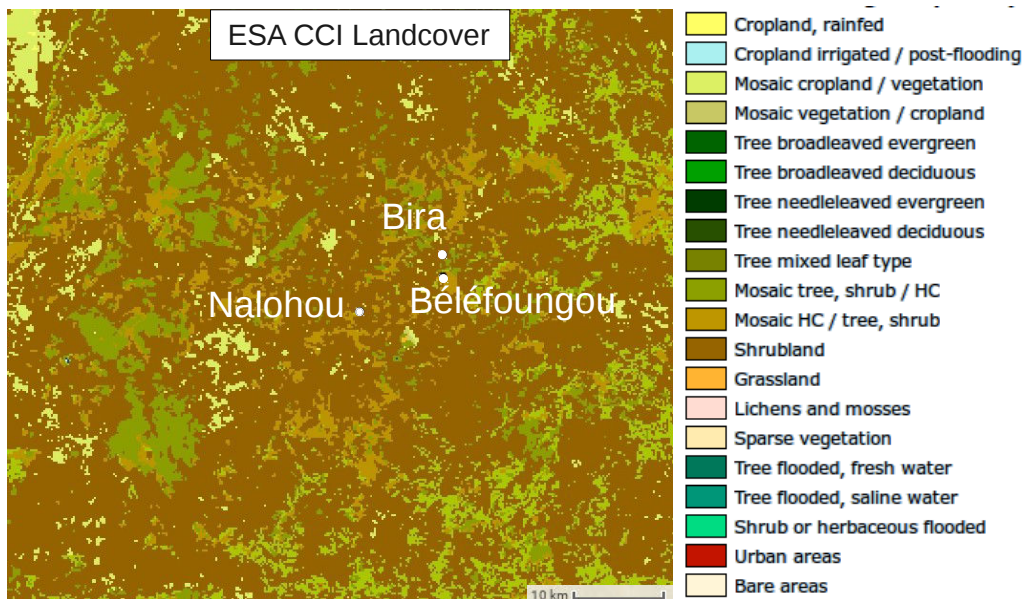 ESA CCI Landcover
Bira
Nalohou
Béléfoungou
10 km
Cropland, rainfed
Cropland irrigated / post-flooding
Mosaic cropland / vegetation
Mosaic vegetation / cropland
Tree broadleaved evergreen
Tree broadleaved deciduous
Tree needleleaved evergreen
Tree needleleaved deciduous
Tree mixed leaf type
Mosaic tree, shrub / HC
Mosaic HC / tree, shrub
Shrubland
Grassland
Lichens and mosses
Sparse vegetation
Tree flooded, fresh water
Tree flooded, saline water
Shrub or herbaceous flooded
Urban areas
Bare areas